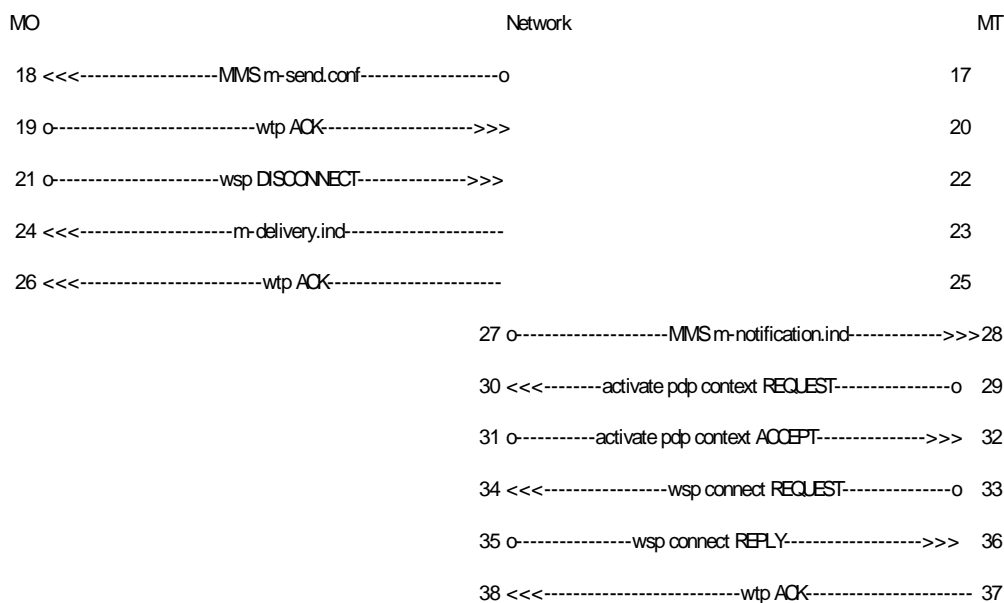 MO Network MT
18 <<<-------------------MMS m-send.conf-------------------o 17
19 o----------------------------wtp ACK--------------------->>> 20
21 o-----------------------wsp DISCONNECT--------------->>> 22
24 <<<---------------------m-delivery.ind---------------------- 23
26 <<<-------------------------wtp ACK------------------------ 25
27 o---------------------MMS m-notification.ind------------->>>28
30 <<<--------activate pdp context REQUEST----------------o 29
31 o------------activate pdp context ACCEPT--------------->>> 32
34 <<<-----------------wsp connect REQUEST---------------o 33
35 o----------------wsp connect REPLY-------------------->>> 36
38 <<<---------------------------wtp ACK----------------------- 37